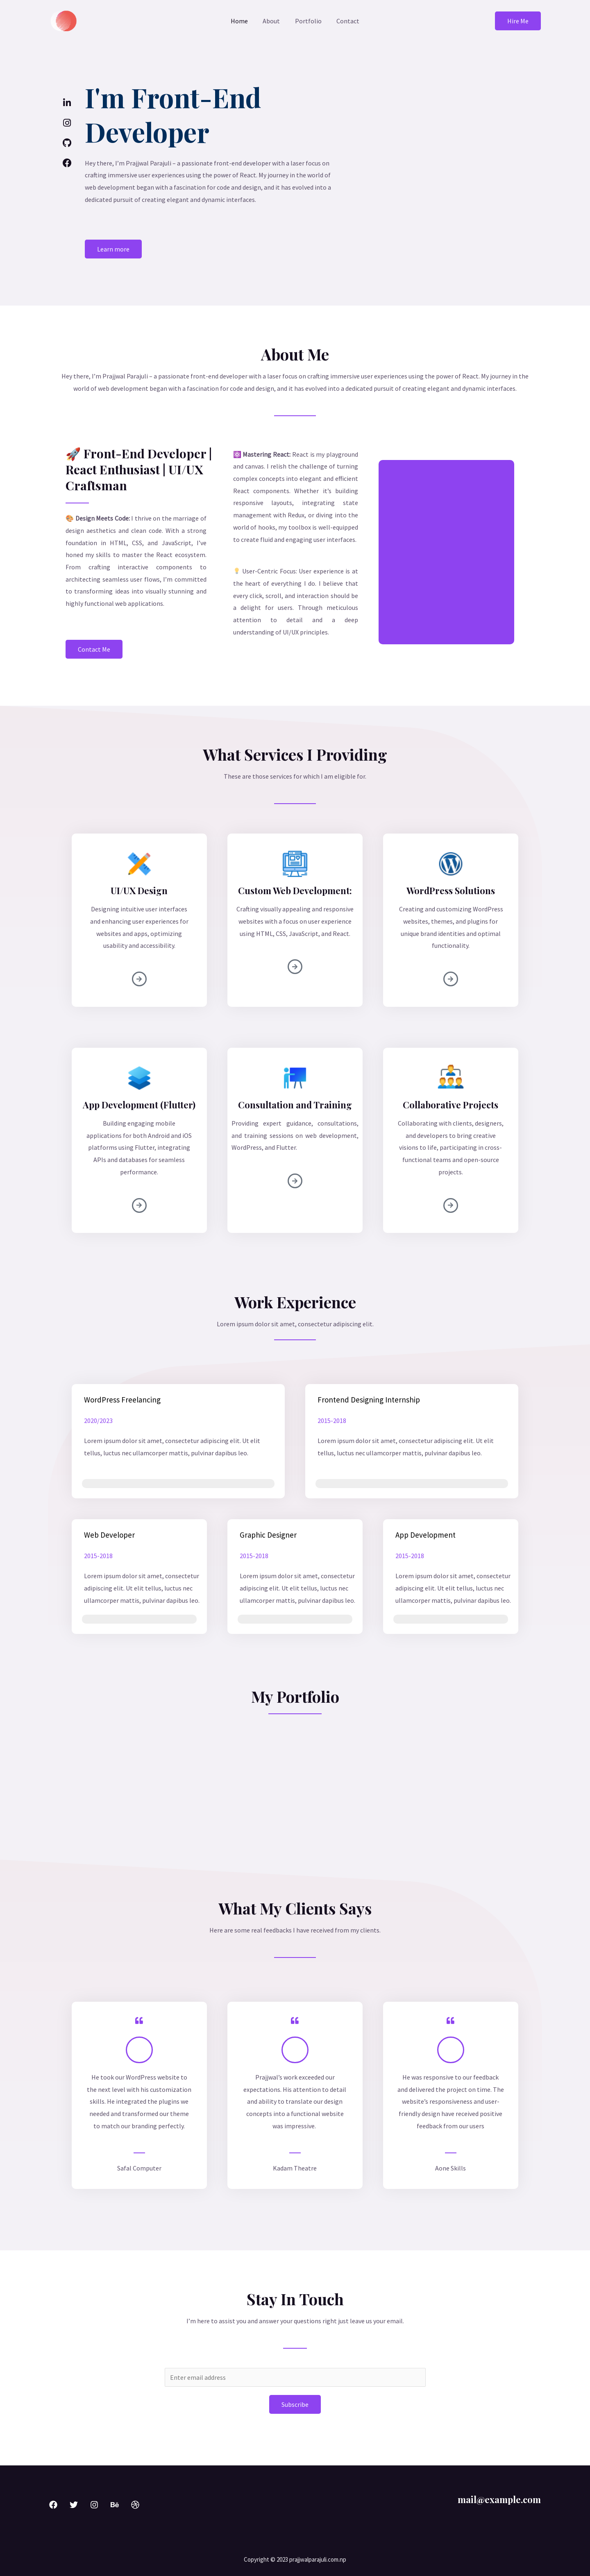 Home About Portfolio Contact
Hire Me
I'm Front-End
Developer
Hey there, I'm Prajjwal Parajuli – a passionate front-end developer with a laser focus on
crafting immersive user experiences using the power of React. My journey in the world of
web development began with a fascination for code and design, and it has evolved into a
dedicated pursuit of creating elegant and dynamic interfaces.
Learn more
About Me
Hey there, I'm Prajjwal Parajuli – a passionate front-end developer with a laser focus on crafting immersive user experiences using the power of React. My journey in the
world of web development began with a fascination for code and design, and it has evolved into a dedicated pursuit of creating elegant and dynamic interfaces.
🚀 Front-End Developer |
React Enthusiast | UI/UX
Craftsman
🎨 Design Meets Code: I thrive on the marriage of
design aesthetics and clean code. With a strong
foundation in HTML, CSS, and JavaScript, I've
honed my skills to master the React ecosystem.
From crafting interactive components to
architecting seamless user flows, I'm committed
to transforming ideas into visually stunning and
highly functional web applications.
Contact Me
⚛️ Mastering React: React is my playground
and canvas. I relish the challenge of turning
complex concepts into elegant and efficient
React components. Whether it's building
responsive layouts, integrating state
management with Redux, or diving into the
world of hooks, my toolbox is well-equipped
to create fluid and engaging user interfaces.
💡 User-Centric Focus: User experience is at
the heart of everything I do. I believe that
every click, scroll, and interaction should be
a delight for users. Through meticulous
attention to detail and a deep
understanding of UI/UX principles.
What Services I Providing
These are those services for which I am eligible for.
UI/UX Design
Designing intuitive user interfaces
and enhancing user experiences for
websites and apps, optimizing
usability and accessibility.
Custom Web Development:
Crafting visually appealing and responsive
websites with a focus on user experience
using HTML, CSS, JavaScript, and React.
WordPress Solutions
Creating and customizing WordPress
websites, themes, and plugins for
unique brand identities and optimal
functionality.
App Development (Flutter)
Building engaging mobile
applications for both Android and iOS
platforms using Flutter, integrating
APIs and databases for seamless
performance.
Consultation and Training
Providing expert guidance, consultations,
and training sessions on web development,
WordPress, and Flutter.
Collaborative Projects
Collaborating with clients, designers,
and developers to bring creative
visions to life, participating in cross-
functional teams and open-source
projects.
Work Experience
Lorem ipsum dolor sit amet, consectetur adipiscing elit.
WordPress Freelancing
2020/2023
Lorem ipsum dolor sit amet, consectetur adipiscing elit. Ut elit
tellus, luctus nec ullamcorper mattis, pulvinar dapibus leo.
Frontend Designing Internship
2015-2018
Lorem ipsum dolor sit amet, consectetur adipiscing elit. Ut elit
tellus, luctus nec ullamcorper mattis, pulvinar dapibus leo.
Web Developer
2015-2018
Lorem ipsum dolor sit amet, consectetur
adipiscing elit. Ut elit tellus, luctus nec
ullamcorper mattis, pulvinar dapibus leo.
Graphic Designer
2015-2018
Lorem ipsum dolor sit amet, consectetur
adipiscing elit. Ut elit tellus, luctus nec
ullamcorper mattis, pulvinar dapibus leo.
App Development
2015-2018
Lorem ipsum dolor sit amet, consectetur
adipiscing elit. Ut elit tellus, luctus nec
ullamcorper mattis, pulvinar dapibus leo.
My Portfolio
What My Clients Says
Here are some real feedbacks I have received from my clients.
He took our WordPress website to
the next level with his customization
skills. He integrated the plugins we
needed and transformed our theme
to match our branding perfectly.
Safal Computer
Prajjwal's work exceeded our
expectations. His attention to detail
and ability to translate our design
concepts into a functional website
was impressive.
Kadam Theatre
He was responsive to our feedback
and delivered the project on time. The
website's responsiveness and user-
friendly design have received positive
feedback from our users
Aone Skills
Stay In Touch
I'm here to assist you and answer your questions right just leave us your email.
Enter email address
Subscribe
mail@example.com
Copyright © 2023 prajjwalparajuli.com.np